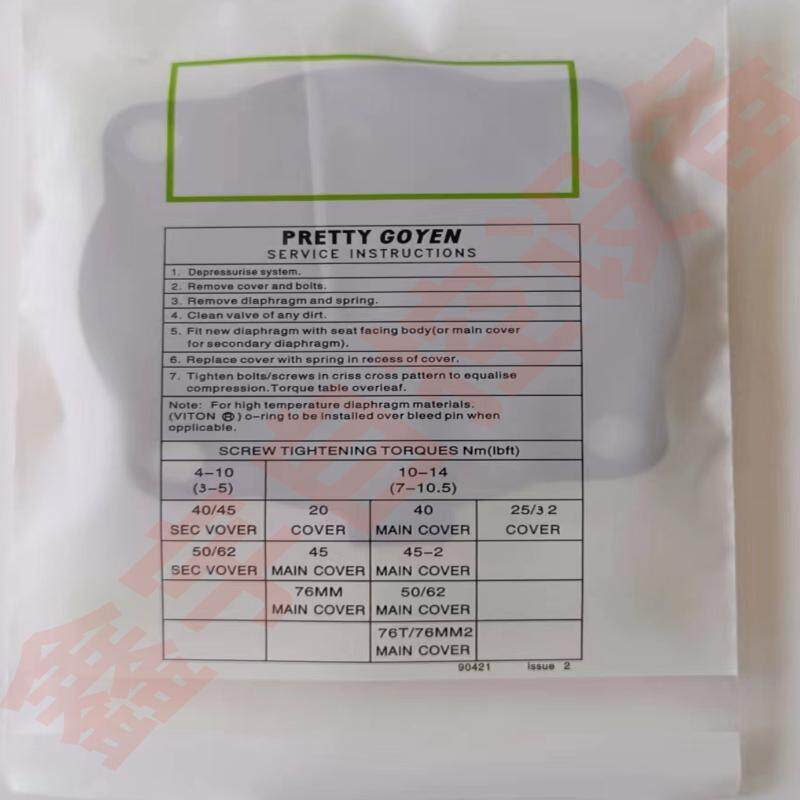 PRETTY GOYEN
SERVICE INSTRUCTIONS
1. Depressurise system.
2. Remove cover and bolts.
3. Remove diaphragm and spring.
4. Clean valve of any dirt.
5. Fit new diaphragm with seat facing body(or main cover
for secondary diaphragm).
6. Replace cover with spring in recess of cover.
7. Tighten bolts/screws in criss cross pattern to equalise
compression.Torque table overleaf.
Note: For high temperature diaphragm materials.
(VITON ®) o-ring to be installed over bleed pin when
opplicable.
SCREW TIGHTENING TORQUES Nm(lbft)
4-10 10-14
(3-5) (7-10.5)
40/45 20 40 25/32
SEC VOVER COVER MAIN COVER COVER
50/62 45 45-2
SEC VOVER MAIN COVER MAIN COVER
76MM 50/62
MAIN COVER MAIN COVER
76T/76MM2
MAIN COVER
90421 issue 2